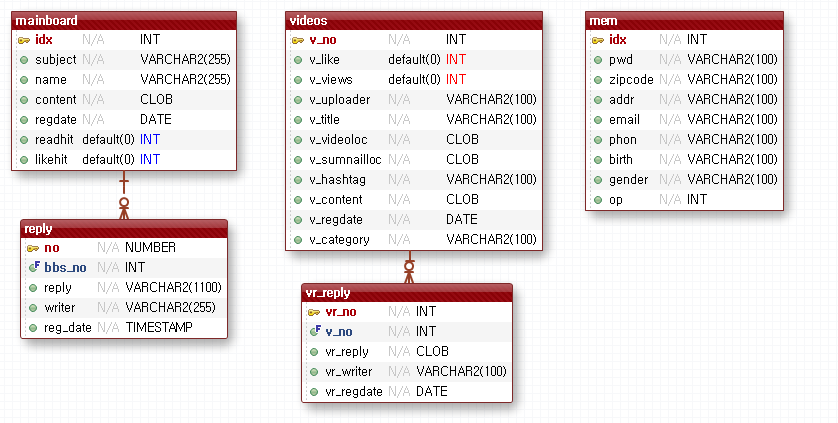 mainboard
idx N/A INT
subject N/A VARCHAR2(255)
name N/A VARCHAR2(255)
content N/A CLOB
regdate N/A DATE
readhit default(0) INT
likehit default(0) INT
reply
no N/A NUMBER
F bbs_no N/A INT
reply N/A VARCHAR2(1100)
writer N/A VARCHAR2(255)
reg_date N/A TIMESTAMP
videos
v_no N/A INT
v_like default(0) INT
v_views default(0) INT
v_uploader N/A VARCHAR2(100)
v_title N/A VARCHAR2(100)
v_videoloc N/A CLOB
v_sumnailloc N/A CLOB
v_hashtag N/A VARCHAR2(100)
v_content N/A CLOB
v_regdate N/A DATE
v_category N/A VARCHAR2(100)
vr_reply
vr_no N/A INT
F v_no N/A INT
vr_reply N/A CLOB
vr_writer N/A VARCHAR2(100)
vr_regdate N/A DATE
mem
idx N/A INT
pwd N/A VARCHAR2(100)
zipcode N/A VARCHAR2(100)
addr N/A VARCHAR2(100)
email N/A VARCHAR2(100)
phon N/A VARCHAR2(100)
birth N/A VARCHAR2(100)
gender N/A VARCHAR2(100)
op N/A INT